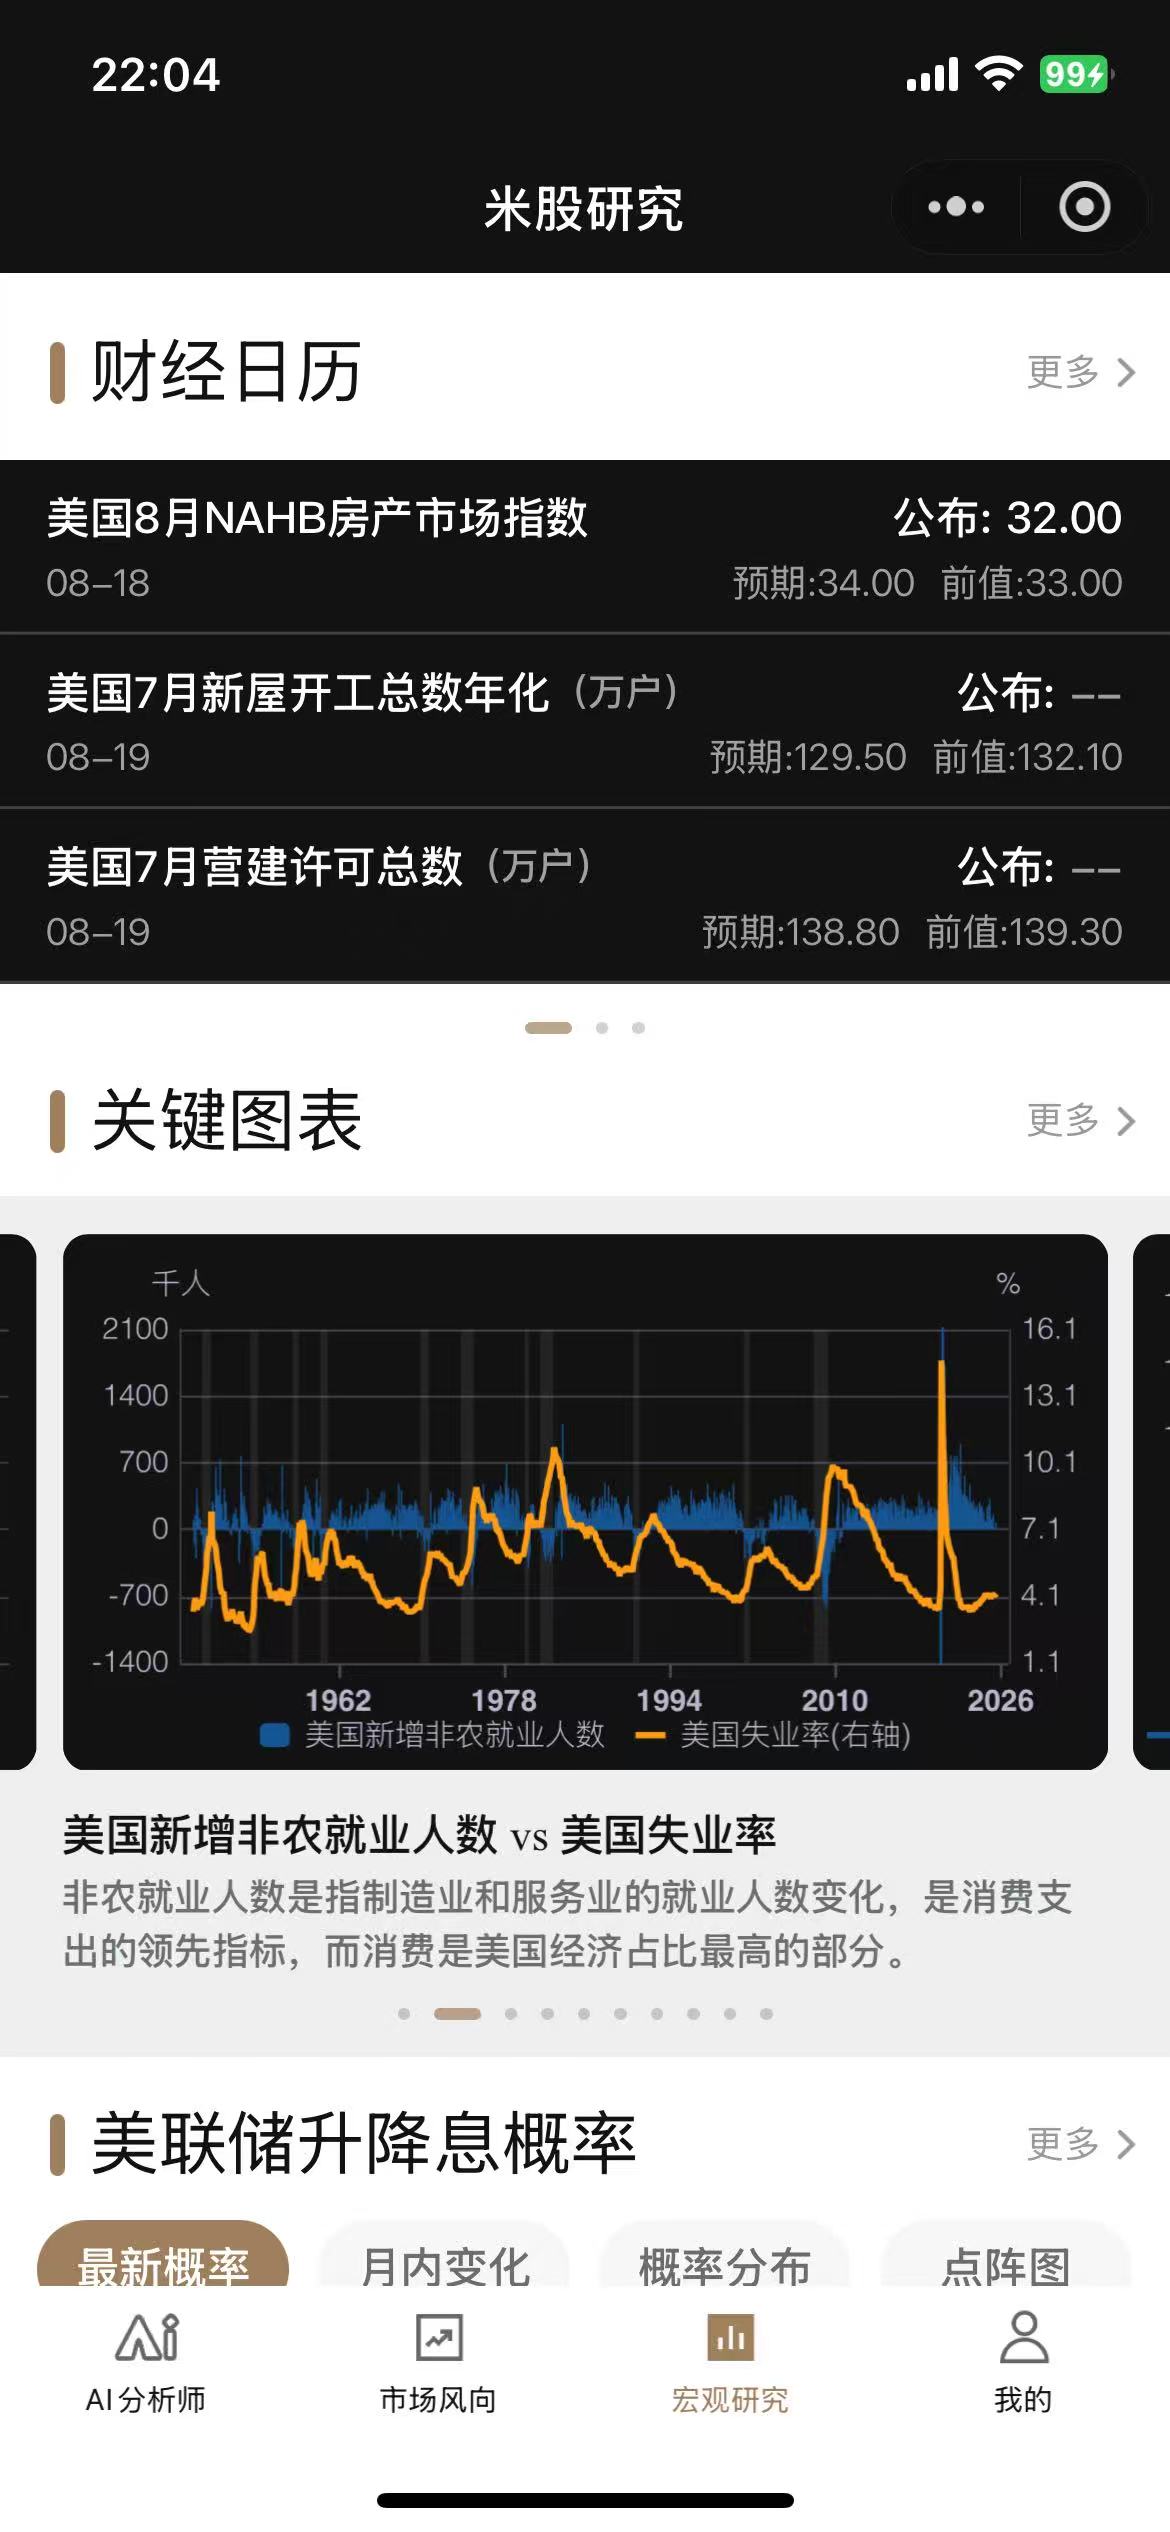 22:04
99
米股研究
财经日历
更多
美国8月NAHB房产市场指数 公布: 32.00
08-18 预期:34.00 前值:33.00
美国7月新屋开工总数年化（万户） 公布: --
08-19 预期:129.50 前值:132.10
美国7月营建许可总数（万户） 公布: --
08-19 预期:138.80 前值:139.30
关键图表
更多
千人 %
2100 16.1
1400 13.1
700 10.1
0 7.1
-700 4.1
-1400 1.1
1962 1978 1994 2010 2026
美国新增非农就业人数 美国失业率(右轴)
美国新增非农就业人数 vs 美国失业率
非农就业人数是指制造业和服务业的就业人数变化，是消费支
出的领先指标，而消费是美国经济占比最高的部分。
美联储升降息概率
更多
最新概率 月内变化 概率分布 点阵图
AI分析师 市场风向 宏观研究 我的